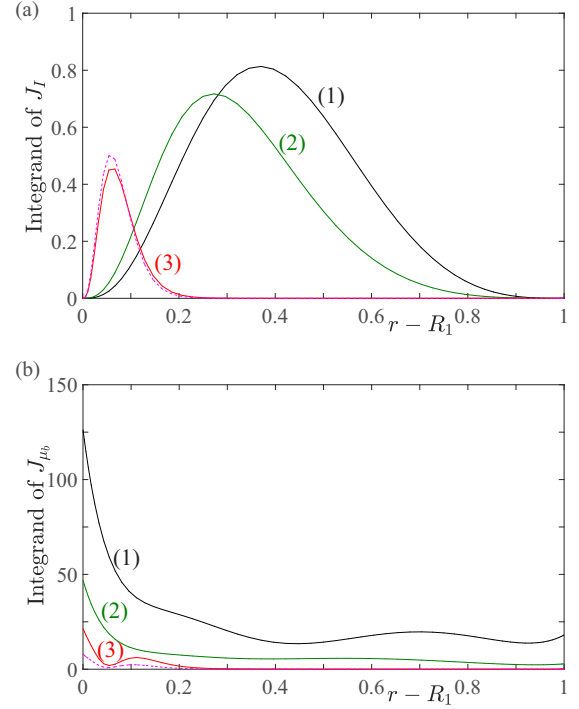 (a)
Integrand of J_I
1
0.8
0.6
0.4
0.2
0
(1)
(2)
(3)
0 0.2 0.4 0.6 0.8 1
r − R_1
(b)
Integrand of J_{μ_b}
150
100
50
0
(1)
(2)
(3)
0 0.2 0.4 0.6 0.8 1
r − R_1